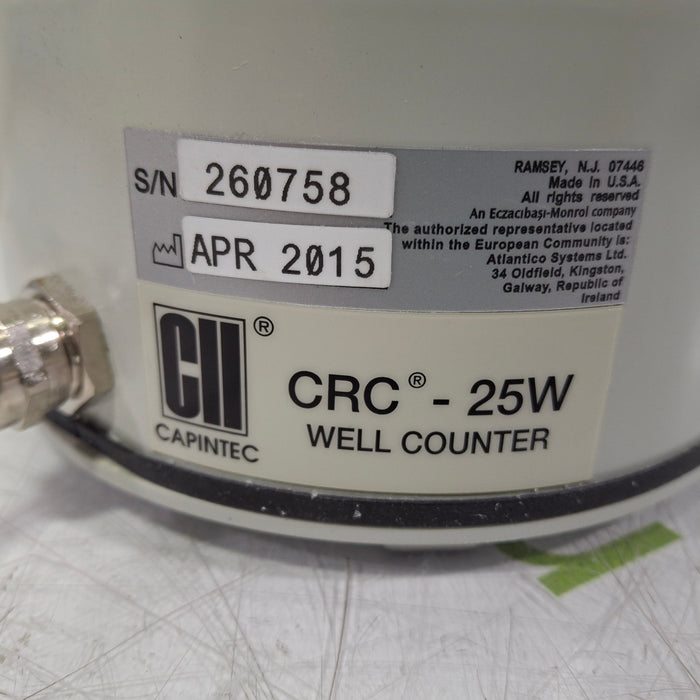 S/N 260758
APR 2015
RAMSEY, N.J. 07446
Made in U.S.A.
All rights reserved
An Eczacıbaşı-Monrol company
The authorized representative located
within the European Community is:
Atlantico Systems Ltd.
34 Oldfield, Kingston,
Galway, Republic of
Ireland
CII®
CAPINTEC
CRC® - 25W
WELL COUNTER